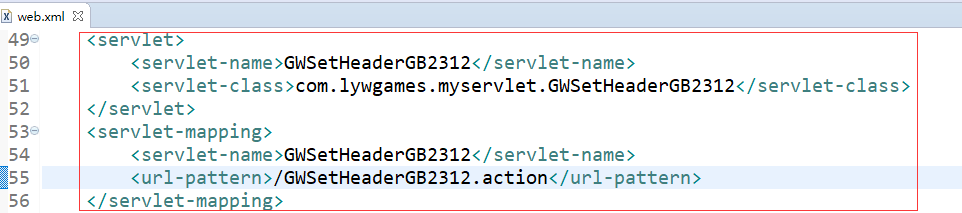 web.xml
49 <servlet>
50 <servlet-name>GWSetHeaderGB2312</servlet-name>
51 <servlet-class>com.lywgames.myservlet.GWSetHeaderGB2312</servlet-class>
52 </servlet>
53 <servlet-mapping>
54 <servlet-name>GWSetHeaderGB2312</servlet-name>
55 <url-pattern>/GWSetHeaderGB2312.action</url-pattern>
56 </servlet-mapping>